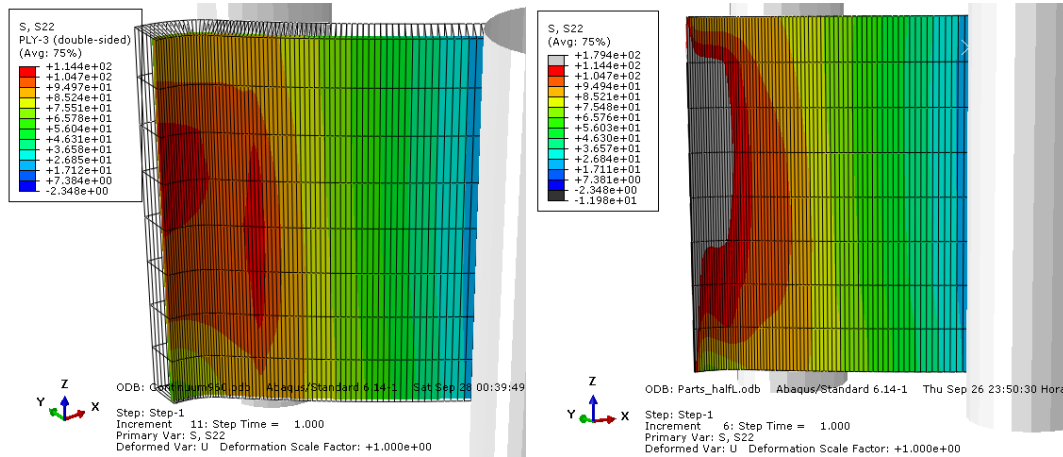 S, S22
PLY-3 (double-sided)
(Avg: 75%)
+1.144e+02
+1.047e+02
+9.497e+01
+8.524e+01
+7.551e+01
+6.578e+01
+5.604e+01
+4.631e+01
+3.658e+01
+2.685e+01
+1.712e+01
+7.384e+00
-2.348e+00
Z
Y
X
ODB: Continuum960.odb Abaqus/Standard 6.14-1 Sat Sep 28 00:39:49
Step: Step-1
Increment 11: Step Time = 1.000
Primary Var: S, S22
Deformed Var: U Deformation Scale Factor: +1.000e+00
S, S22
(Avg: 75%)
+1.794e+02
+1.144e+02
+1.047e+02
+9.494e+01
+8.521e+01
+7.548e+01
+6.576e+01
+5.603e+01
+4.630e+01
+3.657e+01
+2.684e+01
+1.711e+01
+7.381e+00
-2.348e+00
-1.198e+01
Z
Y
X
ODB: Parts_halfL.odb Abaqus/Standard 6.14-1 Thu Sep 26 23:50:30 Hora
Step: Step-1
Increment 6: Step Time = 1.000
Primary Var: S, S22
Deformed Var: U Deformation Scale Factor: +1.000e+00